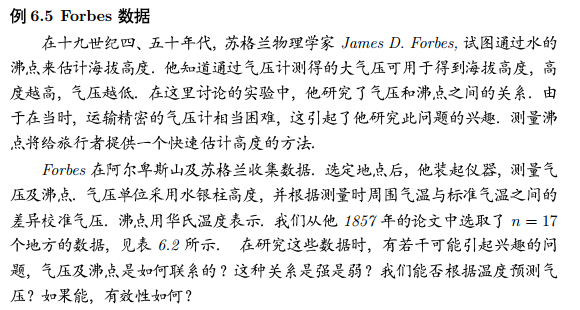 例 6.5 Forbes 数据
在十九世纪四、五十年代, 苏格兰物理学家 James D. Forbes, 试图通过水的
沸点来估计海拔高度. 他知道通过气压计测得的大气压可用于得到海拔高度, 高
度越高, 气压越低. 在这里讨论的实验中, 他研究了气压和沸点之间的关系. 由
于在当时, 运输精密的气压计相当困难, 这引起了他研究此问题的兴趣. 测量沸
点将给旅行者提供一个快速估计高度的方法.
Forbes 在阿尔卑斯山及苏格兰收集数据. 选定地点后, 他装起仪器, 测量气
压及沸点. 气压单位采用水银柱高度, 并根据测量时周围气温与标准气温之间的
差异校准气压. 沸点用华氏温度表示. 我们从他 1857 年的论文中选取了 n = 17
个地方的数据, 见表 6.2 所示. 在研究这些数据时, 有若干可能引起兴趣的问
题, 气压及沸点是如何联系的? 这种关系是强是弱? 我们能否根据温度预测气
压? 如果能, 有效性如何?